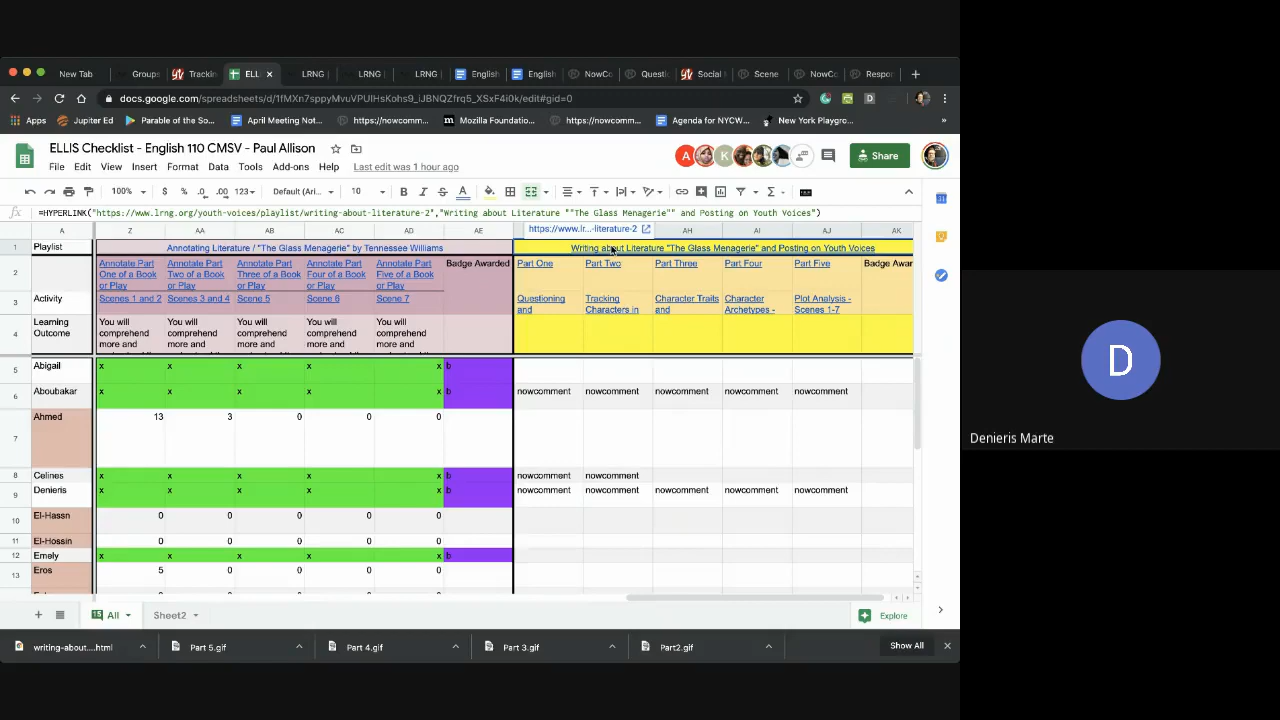 New Tab Groups Trackin ELL LRNG LRNG LRNG English English NowCo Questi Social Scene NowCo Respo
docs.google.com/spreadsheets/d/1fMXn7sppyMvuVPUIHsKohs9_iJBNQZfrq5_XSxF4i0k/edit#gid=0
Apps Jupiter Ed Parable of the So... April Meeting Not... https://nowcomm... Mozilla Foundatio... https://nowcomm... Agenda for NYCW... New York Playgro... »
ELLIS Checklist - English 110 CMSV - Paul Allison
File Edit View Insert Format Data Tools Add-ons Help Last edit was 1 hour ago
A K Share
100% $ % .0 .00 123 Default (Ari... 10 B I S A
fx =HYPERLINK("https://www.lrng.org/youth-voices/playlist/writing-about-literature-2","Writing about Literature ""The Glass Menagerie"" and Posting on Youth Voices")
https://www.lr...-literature-2
A Z AA AB AC AD AE AH AI AJ AK
1 Playlist Annotating Literature / "The Glass Menagerie" by Tennessee Williams Writing about Literature "The Glass Menagerie" and Posting on Youth Voices
2 Annotate Part One of a Book or Play Annotate Part Two of a Book or Play Annotate Part Three of a Book or Play Annotate Part Four of a Book or Play Annotate Part Five of a Book or Play Badge Awarded Part One Part Two Part Three Part Four Part Five Badge Awar
3 Activity Scenes 1 and 2 Scenes 3 and 4 Scene 5 Scene 6 Scene 7 Questioning and Tracking Characters in Character Traits and Character Archetypes - Plot Analysis - Scenes 1-7
4 Learning Outcome You will comprehend more and You will comprehend more and You will comprehend more and You will comprehend more and You will comprehend more and
5 Abigail x x x x x b
6 Aboubakar x x x x x b nowcomment nowcomment nowcomment nowcomment nowcomment
7 Ahmed 13 3 0 0 0
8 Celines x x x x x b nowcomment nowcomment
9 Denieris x x x x x b nowcomment nowcomment nowcomment nowcomment nowcomment
10 El-Hassn 0 0 0 0 0
11 El-Hossin 0 0 0 0 0
12 Emely x x x x x b
13 Eros 5 0 0 0 0
All Sheet2 Explore
writing-about....html Part 5.gif Part 4.gif Part 3.gif Part2.gif Show All
D
Denieris Marte